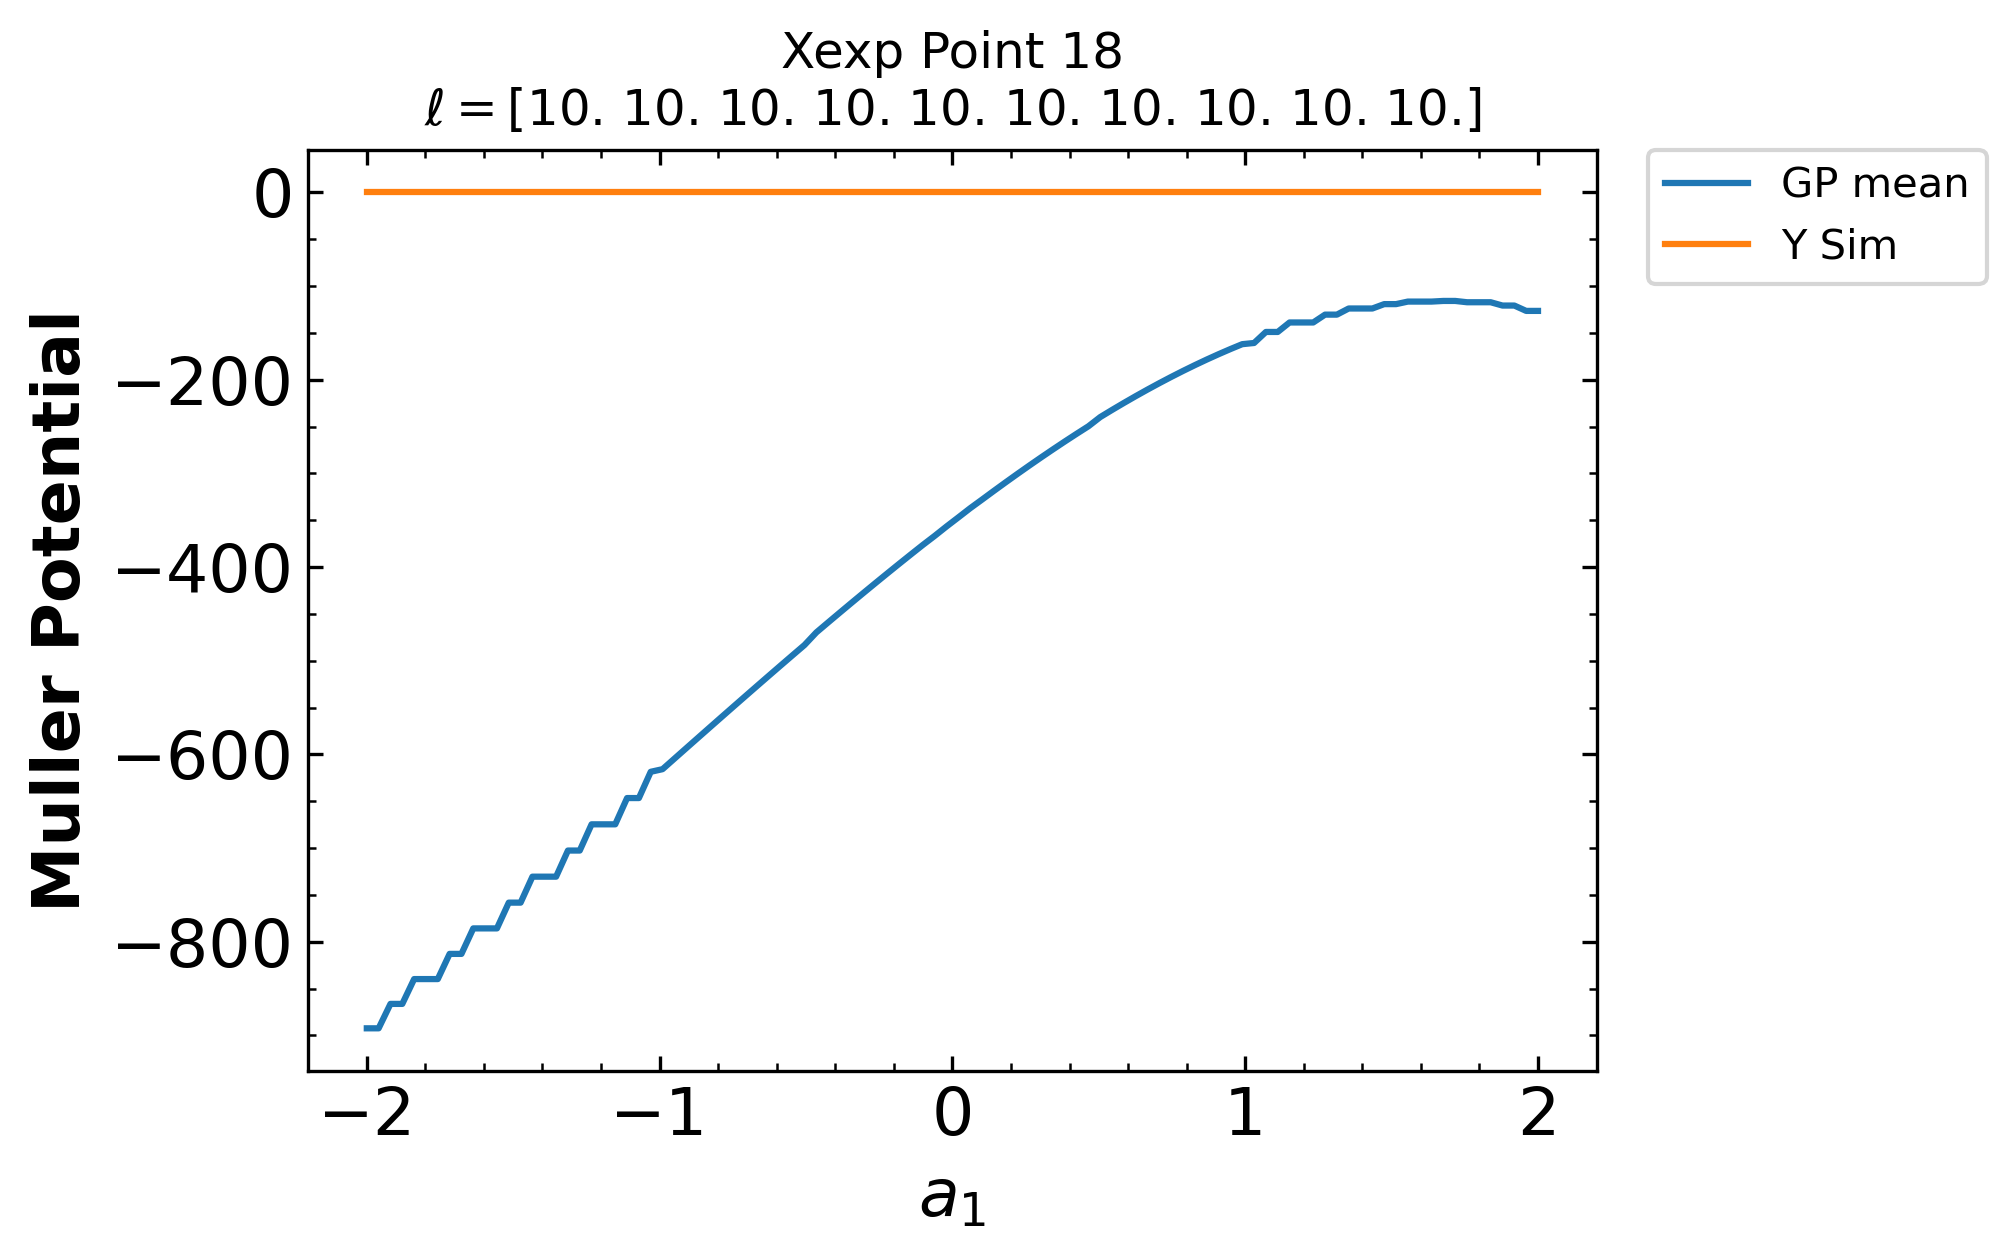 Xexp Point 18
ℓ = [10. 10. 10. 10. 10. 10. 10. 10. 10. 10.]
GP mean
Y Sim
Muller Potential
0
−200
−400
−600
−800
−2 −1 0 1 2
a₁